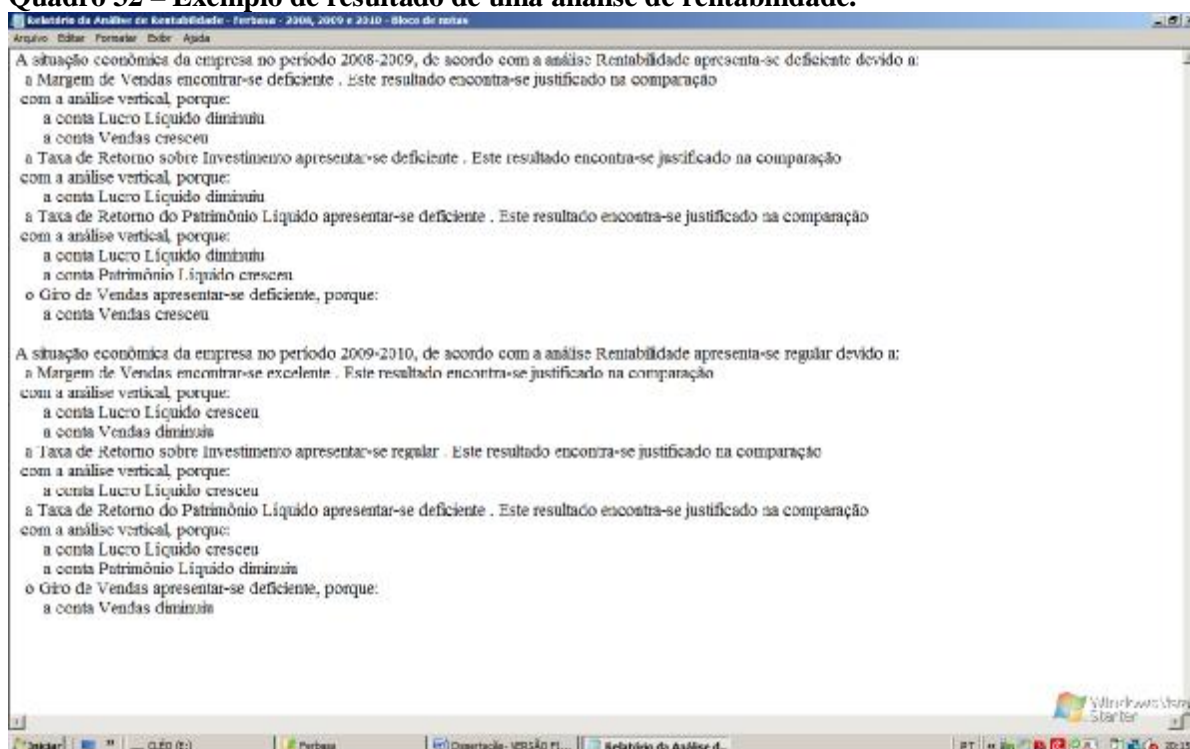 Quadro 32 – Exemplo de resultado de uma análise de rentabilidade.
Relatório da Análise de Rentabilidade - Ferbasa - 2008, 2009 e 2010 - Bloco de notas
Arquivo Editar Formatar Exibir Ajuda
A situação econômica da empresa no período 2008-2009, de acordo com a análise Rentabilidade apresenta-se deficiente devido a:
a Margem de Vendas encontrar-se deficiente . Este resultado encontra-se justificado na comparação
com a análise vertical, porque:
a conta Lucro Líquido diminuiu
a conta Vendas cresceu
a Taxa de Retorno sobre Investimento apresentar-se deficiente . Este resultado encontra-se justificado na comparação
com a análise vertical, porque:
a conta Lucro Líquido diminuiu
a Taxa de Retorno do Patrimônio Líquido apresentar-se deficiente . Este resultado encontra-se justificado na comparação
com a análise vertical, porque:
a conta Lucro Líquido diminuiu
a conta Patrimônio Líquido cresceu
o Giro de Vendas apresentar-se deficiente, porque:
a conta Vendas cresceu
A situação econômica da empresa no período 2009-2010, de acordo com a análise Rentabilidade apresenta-se regular devido a:
a Margem de Vendas encontrar-se excelente . Este resultado encontra-se justificado na comparação
com a análise vertical, porque:
a conta Lucro Líquido cresceu
a conta Vendas diminuiu
a Taxa de Retorno sobre Investimento apresentar-se regular . Este resultado encontra-se justificado na comparação
com a análise vertical, porque:
a conta Lucro Líquido cresceu
a Taxa de Retorno do Patrimônio Líquido apresentar-se deficiente . Este resultado encontra-se justificado na comparação
com a análise vertical, porque:
a conta Lucro Líquido cresceu
a conta Patrimônio Líquido diminuiu
o Giro de Vendas apresentar-se deficiente, porque:
a conta Vendas diminuiu
Windows Vista
Starter
Iniciar
CLÉO (E:)
Ferbasa
Dissertação- VERSÃO FI...
Relatório da Análise d...
PT